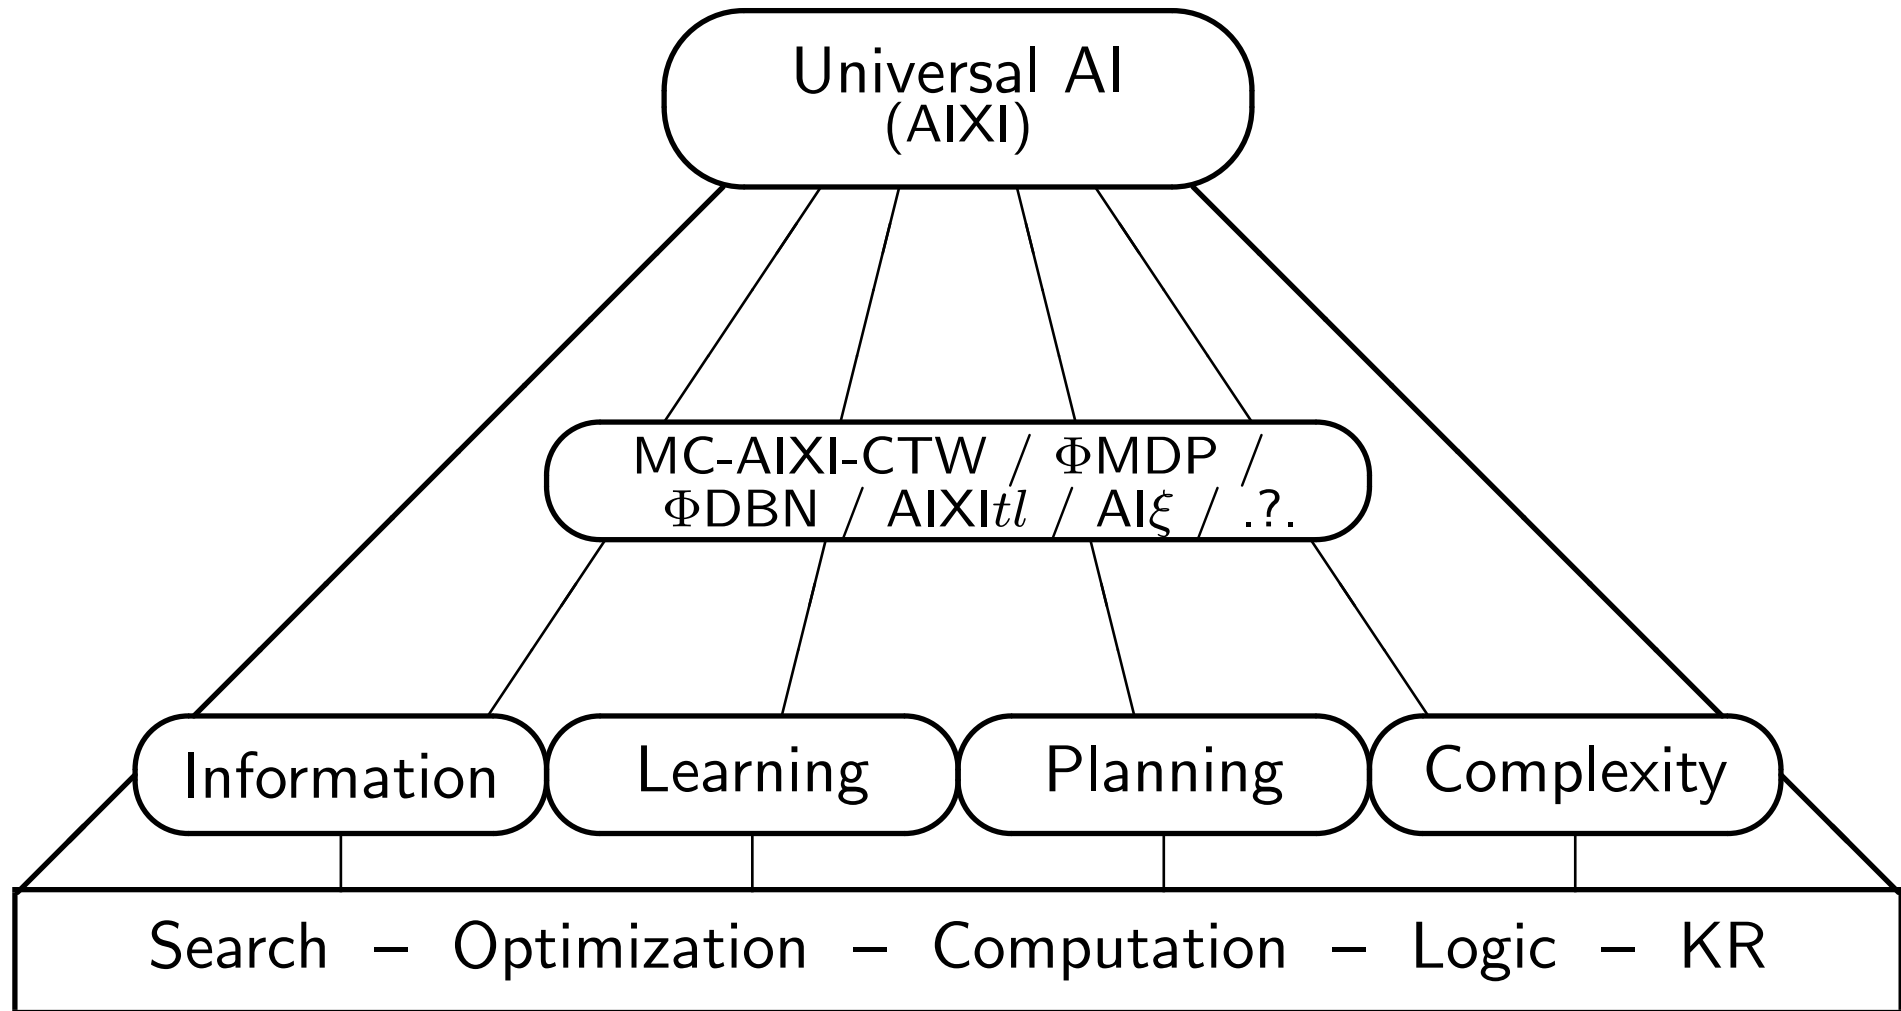 Universal AI
(AIXI)
MC-AIXI-CTW / ΦMDP /
ΦDBN / AIXItl / AIξ / .?.
Information
Learning
Planning
Complexity
Search – Optimization – Computation – Logic – KR